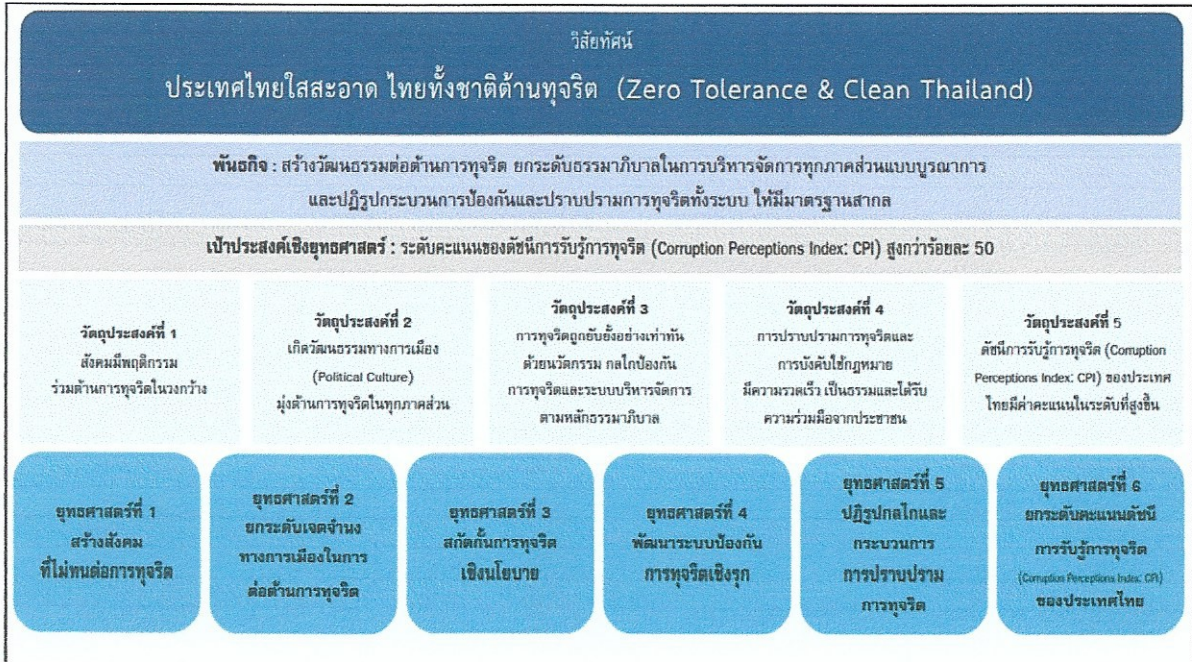 วิสัยทัศน์
ประเทศไทยใสสะอาด ไทยทั้งชาติต้านทุจริต (Zero Tolerance & Clean Thailand)
พันธกิจ : สร้างวัฒนธรรมต่อต้านการทุจริต ยกระดับธรรมาภิบาลในการบริหารจัดการทุกภาคส่วนแบบบูรณาการ
และปฏิรูปกระบวนการป้องกันและปราบปรามการทุจริตทั้งระบบ ให้มีมาตรฐานสากล
เป้าประสงค์เชิงยุทธศาสตร์ : ระดับคะแนนของดัชนีการรับรู้การทุจริต (Corruption Perceptions Index: CPI) สูงกว่าร้อยละ 50
วัตถุประสงค์ที่ 1
สังคมมีพฤติกรรม
ร่วมต้านการทุจริตในวงกว้าง
วัตถุประสงค์ที่ 2
เกิดวัฒนธรรมทางการเมือง
(Political Culture)
มุ่งต้านการทุจริตในทุกภาคส่วน
วัตถุประสงค์ที่ 3
การทุจริตถูกยับยั้งอย่างเท่าทัน
ด้วยนวัตกรรม กลไกป้องกัน
การทุจริตและระบบบริหารจัดการ
ตามหลักธรรมาภิบาล
วัตถุประสงค์ที่ 4
การปราบปรามการทุจริตและ
การบังคับใช้กฎหมาย
มีความรวดเร็ว เป็นธรรมและได้รับ
ความร่วมมือจากประชาชน
วัตถุประสงค์ที่ 5
ดัชนีการรับรู้การทุจริต (Corruption
Perceptions Index: CPI) ของประเทศ
ไทยมีค่าคะแนนในระดับที่สูงขึ้น
ยุทธศาสตร์ที่ 1
สร้างสังคม
ที่ไม่ทนต่อการทุจริต
ยุทธศาสตร์ที่ 2
ยกระดับเจตจำนง
ทางการเมืองในการ
ต่อต้านการทุจริต
ยุทธศาสตร์ที่ 3
สกัดกั้นการทุจริต
เชิงนโยบาย
ยุทธศาสตร์ที่ 4
พัฒนาระบบป้องกัน
การทุจริตเชิงรุก
ยุทธศาสตร์ที่ 5
ปฏิรูปกลไกและ
กระบวนการ
การปราบปราม
การทุจริต
ยุทธศาสตร์ที่ 6
ยกระดับคะแนนดัชนี
การรับรู้การทุจริต
(Corruption Perceptions Index: CPI)
ของประเทศไทย